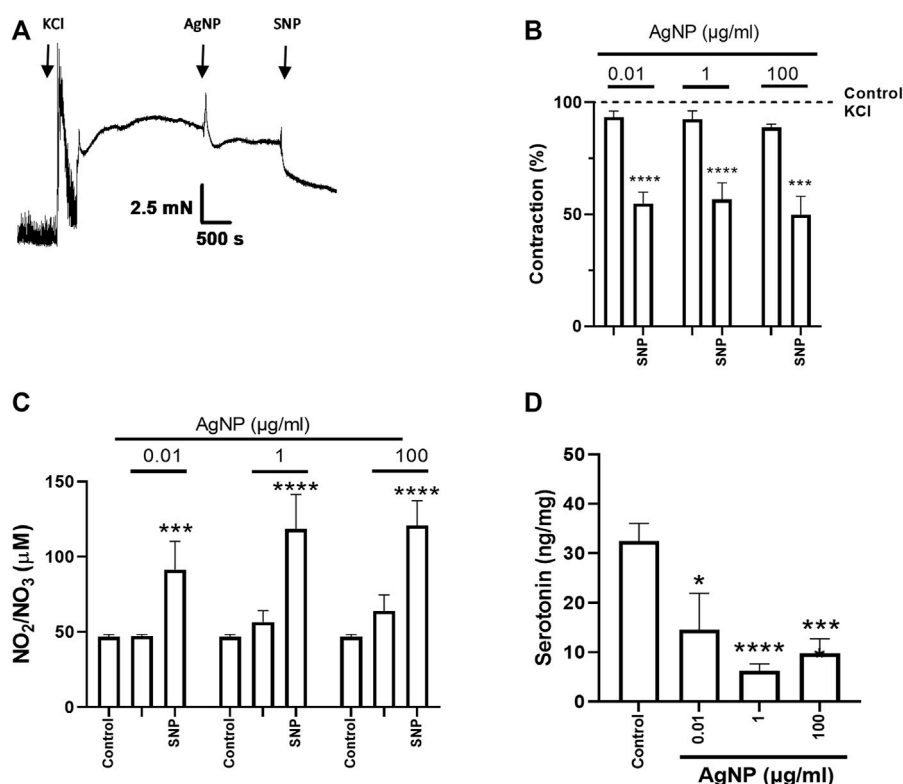 A
KCl
AgNP
SNP
2.5 mN
500 s
B
AgNP (µg/ml)
0.01
1
100
Control
KCl
Contraction (%)
100
50
0
****
****
***
SNP
SNP
SNP
C
AgNP (µg/ml)
0.01
1
100
NO2/NO3 (µM)
150
100
50
0
***
****
****
Control
SNP
Control
SNP
Control
SNP
D
Serotonin (ng/mg)
50
40
30
20
10
0
*
****
***
*
Control
0.01
1
100
AgNP (µg/ml)